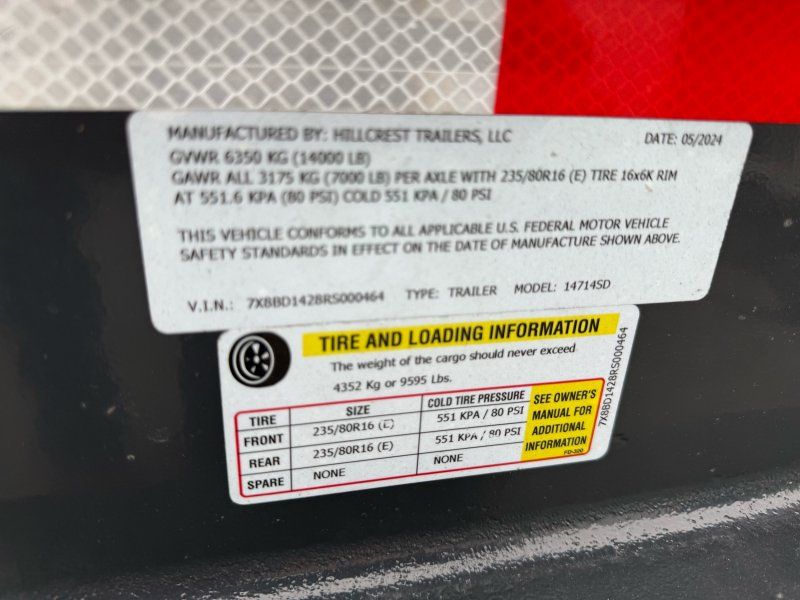 MANUFACTURED BY: HILLCREST TRAILERS, LLC DATE: 05/2024
GVWR 6350 KG (14000 LB)
GAWR ALL 3175 KG (7000 LB) PER AXLE WITH 235/80R16 (E) TIRE 16x6K RIM
AT 551.6 KPA (80 PSI) COLD 551 KPA / 80 PSI
THIS VEHICLE CONFORMS TO ALL APPLICABLE U.S. FEDERAL MOTOR VEHICLE
SAFETY STANDARDS IN EFFECT ON THE DATE OF MANUFACTURE SHOWN ABOVE.
V.I.N.: 7X8BD1428RS000464 TYPE: TRAILER MODEL: 14714SD
TIRE AND LOADING INFORMATION
The weight of the cargo should never exceed
4352 Kg or 9595 Lbs.
TIRE SIZE COLD TIRE PRESSURE
FRONT 235/80R16 (E) 551 KPA / 80 PSI
REAR 235/80R16 (E) 551 KPA / 80 PSI
SPARE NONE NONE
SEE OWNER'S
MANUAL FOR
ADDITIONAL
INFORMATION
FD-320
7X8BD1428RS000464